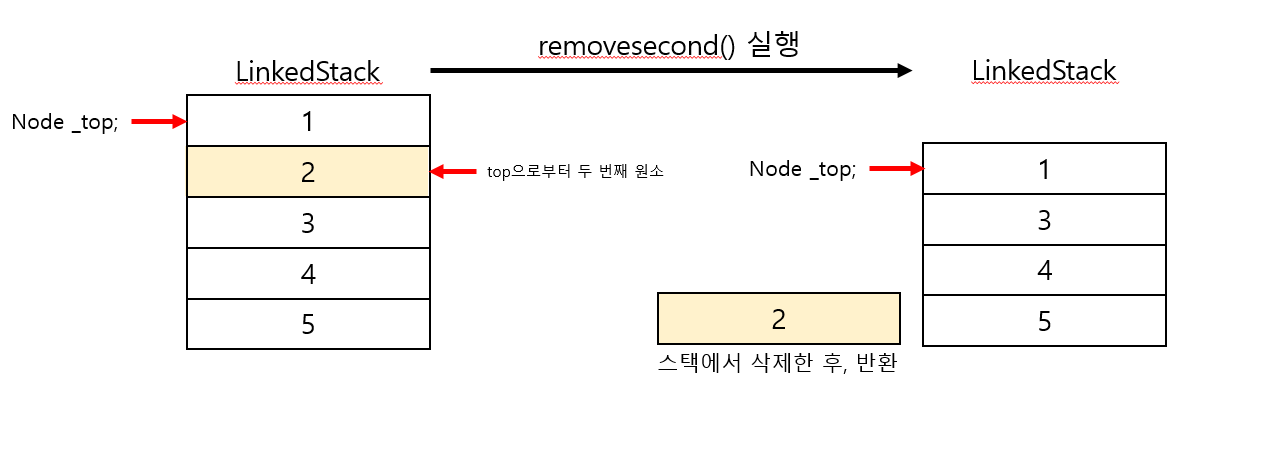 removesecond() 실행
LinkedStack
LinkedStack
Node _top;
1
2
top으로부터 두 번째 원소
3
4
5
Node _top;
1
3
4
5
2
스택에서 삭제한 후, 반환